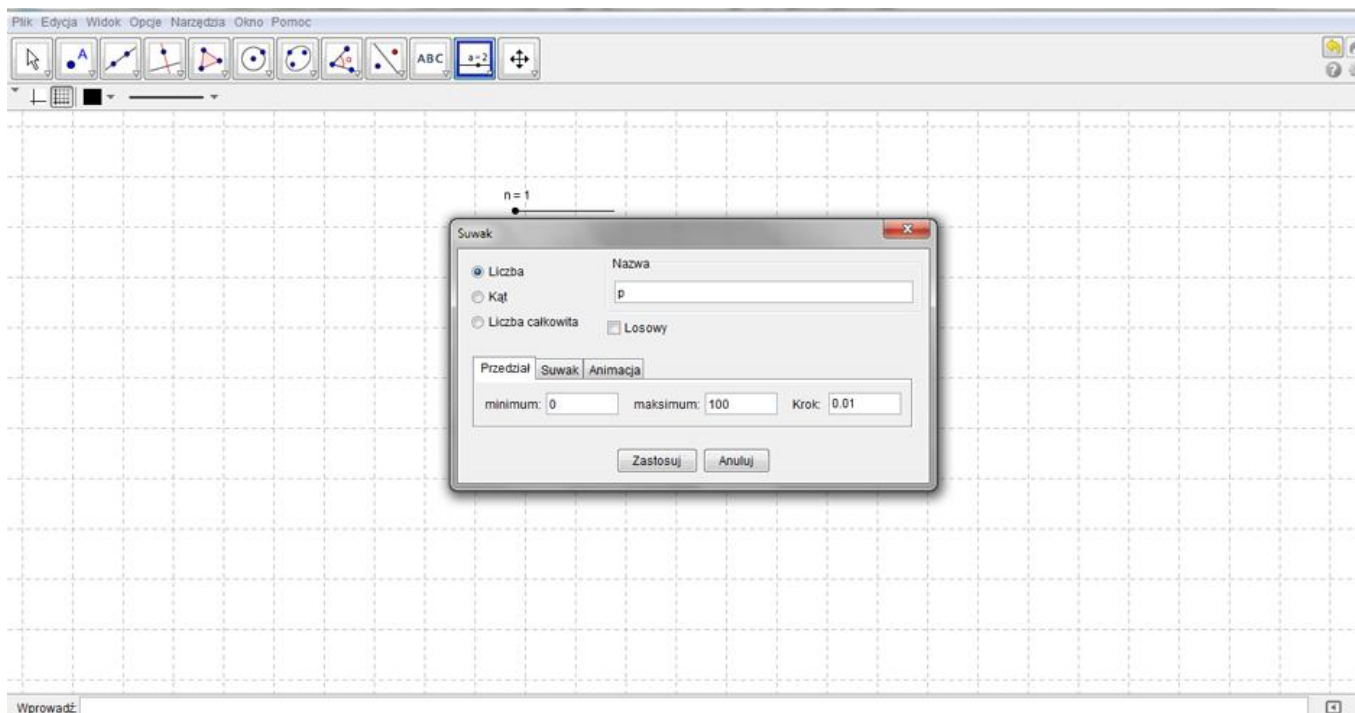 Plik Edycja Widok Opcje Narzędzia Okno Pomoc
A
ABC
a=2
n = 1
Suwak
Liczba
Nazwa
Kąt
p
Liczba całkowita
Losowy
Przedział Suwak Animacja
minimum: 0 maksimum: 100 Krok: 0.01
Zastosuj Anuluj
Wprowadź: